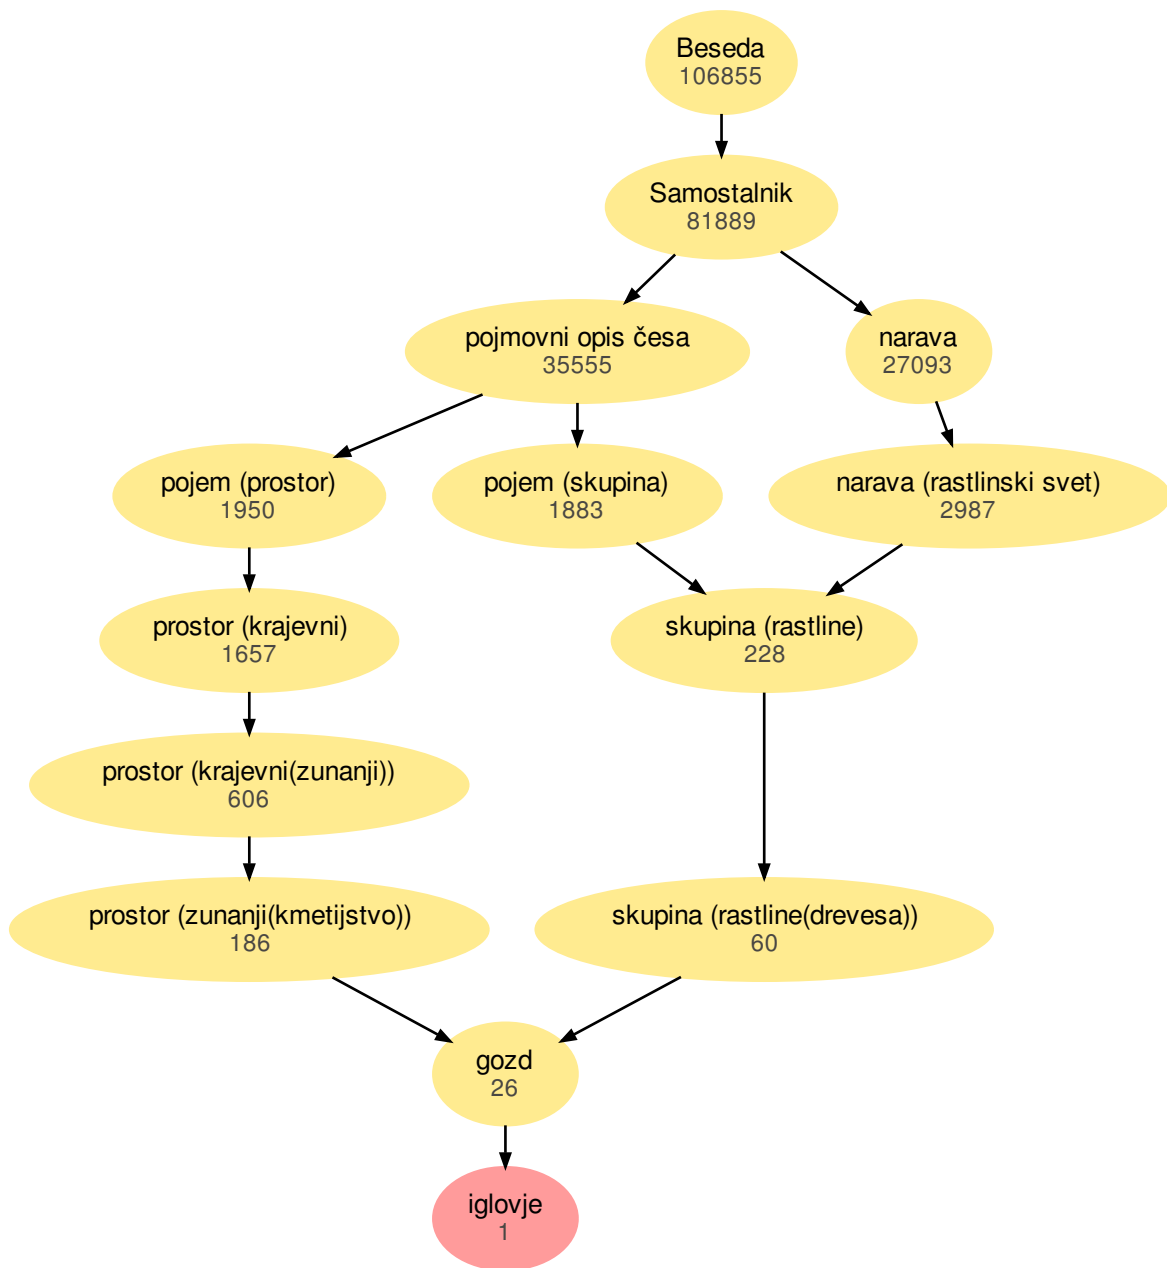 Beseda
106855
Samostalnik
81889
pojmovni opis česa
35555
narava
27093
pojem (prostor)
1950
pojem (skupina)
1883
narava (rastlinski svet)
2987
prostor (krajevni)
1657
skupina (rastline)
228
prostor (krajevni(zunanji))
606
prostor (zunanji(kmetijstvo))
186
skupina (rastline(drevesa))
60
gozd
26
iglovje
1